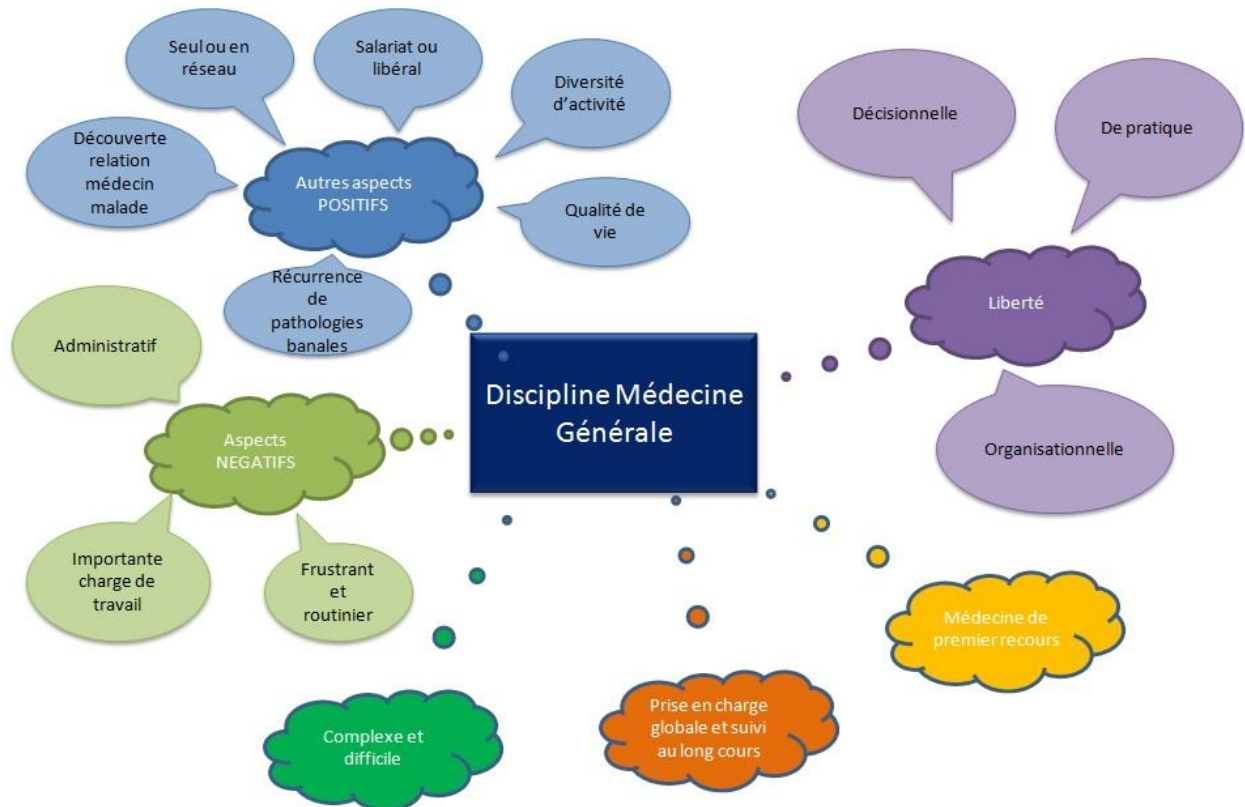 Seul ou en
réseau
Salariat ou
libéral
Diversité
d'activité
Découverte
relation
médecin
malade
Autres aspects
POSITIFS
Qualité de
vie
Récurrence
de
pathologies
banales
Décisionnelle
De pratique
Liberté
Organisationnelle
Administratif
Aspects
NEGATIFS
Importante
charge de
travail
Frustrant
et
routinier
Discipline Médecine
Générale
Complexe et
difficile
Prise en charge
globale et suivi
au long cours
Médecine de
premier recours